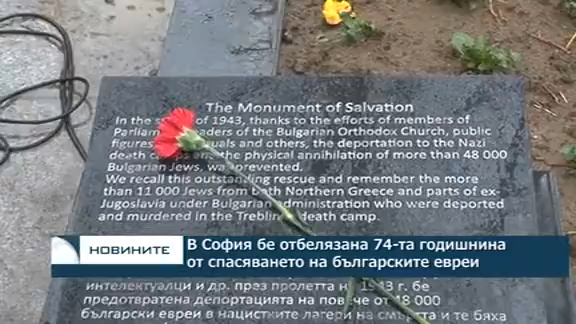 The Monument of Salvation
In the of 1943, thanks to the efforts of members of
of the Bulgarian Orthodox Church, public
and others, the deportation to the Nazi
death the physical annihilation of more than 48 000
Bulgarian Jews, was prevented.
We recall this outstanding rescue and remember the more
than 11 000 Jews from both Northern Greece and parts of ex-
Jugoslavia under Bulgarian administration who were deported
and murdered in the death camp.
НОВИНИТЕ
В София бе отбелязана 74-та годишнина
от спасяването на българските евреи
интелектуалци и др. през пролетта на 1943 г. бе
предотвратена депортацията на повече от 48 000
български евреи в нацистките лагери на смъртта и те бяха